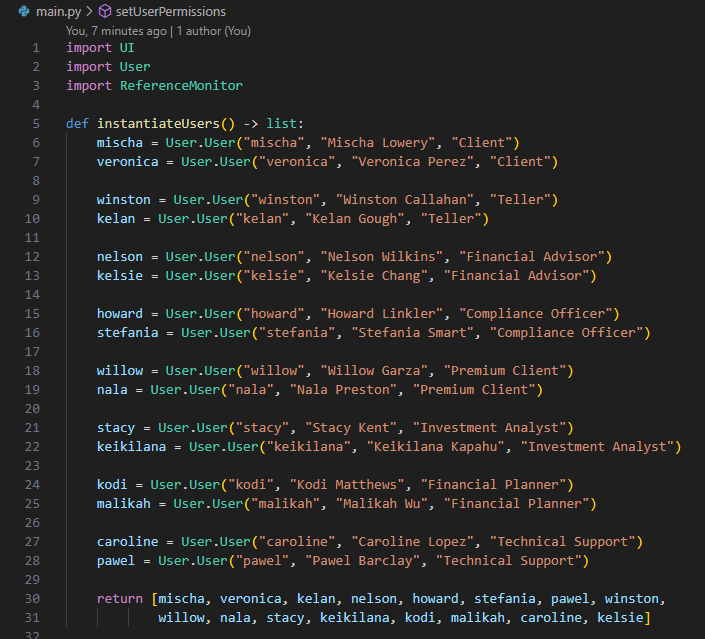 main.py > setUserPermissions
You, 7 minutes ago | 1 author (You)
1 import UI
2 import User
3 import ReferenceMonitor
4
5 def instantiateUsers() -> list:
6 mischa = User.User("mischa", "Mischa Lowery", "Client")
7 veronica = User.User("veronica", "Veronica Perez", "Client")
8
9 winston = User.User("winston", "Winston Callahan", "Teller")
10 kelan = User.User("kelan", "Kelan Gough", "Teller")
11
12 nelson = User.User("nelson", "Nelson Wilkins", "Financial Advisor")
13 kelsie = User.User("kelsie", "Kelsie Chang", "Financial Advisor")
14
15 howard = User.User("howard", "Howard Linkler", "Compliance Officer")
16 stefania = User.User("stefania", "Stefania Smart", "Compliance Officer")
17
18 willow = User.User("willow", "Willow Garza", "Premium Client")
19 nala = User.User("nala", "Nala Preston", "Premium Client")
20
21 stacy = User.User("stacy", "Stacy Kent", "Investment Analyst")
22 keikilana = User.User("keikilana", "Keikilana Kapahu", "Investment Analyst")
23
24 kodi = User.User("kodi", "Kodi Matthews", "Financial Planner")
25 malikah = User.User("malikah", "Malikah Wu", "Financial Planner")
26
27 caroline = User.User("caroline", "Caroline Lopez", "Technical Support")
28 pawel = User.User("pawel", "Pawel Barclay", "Technical Support")
29
30 return [mischa, veronica, kelan, nelson, howard, stefania, pawel, winston,
31 willow, nala, stacy, keikilana, kodi, malikah, caroline, kelsie]
32